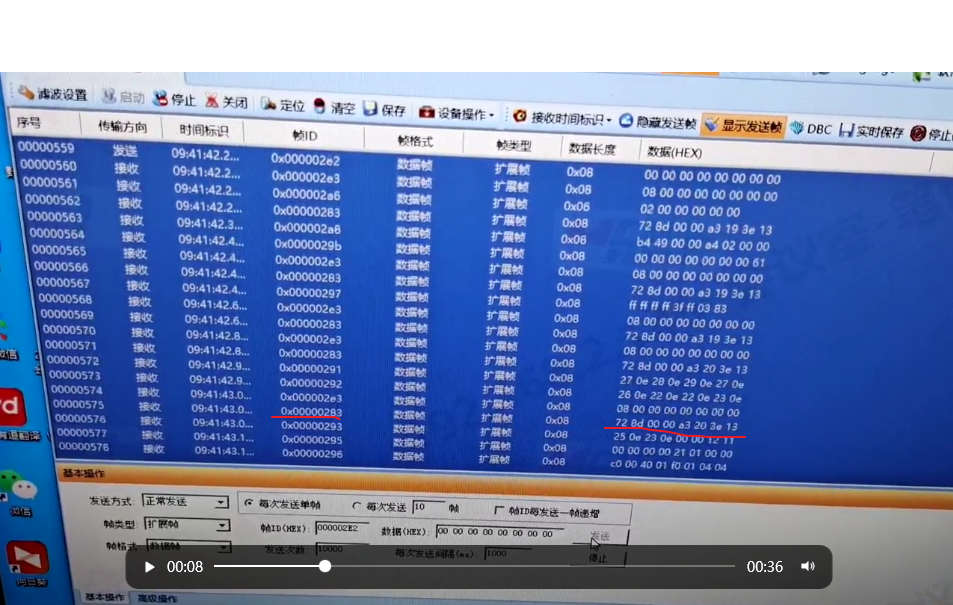 滤波设置 启动 停止 关闭 定位 清空 保存 设备操作 接收时间标识 隐藏发送帧 显示发送帧 DBC 实时保存 停止
序号 传输方向 时间标识 帧ID 帧格式 帧类型 数据长度 数据(HEX)
00000559 发送 09:41:42.2... 0x000002e2 数据帧 扩展帧 0x08 00 00 00 00 00 00 00 00
00000560 接收 09:41:42.2... 0x000002e3 数据帧 扩展帧 0x08 08 00 00 00 00 00 00 00
00000561 接收 09:41:42.2... 0x000002a6 数据帧 扩展帧 0x06 02 00 00 00 00 00
00000562 接收 09:41:42.2... 0x00000283 数据帧 扩展帧 0x08 72 8d 00 00 a3 19 3e 13
00000563 接收 09:41:42.3... 0x000002a8 数据帧 扩展帧 0x08 b4 49 00 00 a4 02 00 00
00000564 接收 09:41:42.4... 0x0000029b 数据帧 扩展帧 0x08 00 00 00 00 00 00 00 61
00000565 接收 09:41:42.4... 0x000002e3 数据帧 扩展帧 0x08 08 00 00 00 00 00 00 00
00000566 接收 09:41:42.4... 0x00000283 数据帧 扩展帧 0x08 72 8d 00 00 a3 19 3e 13
00000567 接收 09:41:42.4... 0x00000297 数据帧 扩展帧 0x08 ff ff ff ff 3f ff 03 83
00000568 接收 09:41:42.6... 0x000002e3 数据帧 扩展帧 0x08 08 00 00 00 00 00 00 00
00000569 接收 09:41:42.6... 0x00000283 数据帧 扩展帧 0x08 72 8d 00 00 a3 19 3e 13
00000570 接收 09:41:42.8... 0x000002e3 数据帧 扩展帧 0x08 08 00 00 00 00 00 00 00
00000571 接收 09:41:42.8... 0x00000283 数据帧 扩展帧 0x08 72 8d 00 00 a3 20 3e 13
00000572 接收 09:41:42.9... 0x00000291 数据帧 扩展帧 0x08 27 0e 28 0e 29 0e 27 0e
00000573 接收 09:41:42.9... 0x00000292 数据帧 扩展帧 0x08 26 0e 22 0e 22 0e 23 0e
00000574 接收 09:41:43.0... 0x000002e3 数据帧 扩展帧 0x08 08 00 00 00 00 00 00 00
00000575 接收 09:41:43.0... 0x00000283 数据帧 扩展帧 0x08 72 8d 00 00 a3 20 3e 13
00000576 接收 09:41:43.0... 0x00000293 数据帧 扩展帧 0x08 25 0e 23 0e 00 00 12 11
00000577 接收 09:41:43.1... 0x00000295 数据帧 扩展帧 0x08 00 00 00 00 21 01 00 00
00000578 接收 09:41:43.1... 0x00000296 数据帧 扩展帧 0x08 c0 00 40 01 f0 01 04 04
基本操作
发送方式: 正常发送 每次发送单帧 每次发送 10 帧 帧ID每发送一帧递增
帧类型: 扩展帧 帧ID(HEX): 000002E2 数据(HEX): 00 00 00 00 00 00 00 00 发送
帧格式: 数据帧 发送次数: 10000 每次发送间隔(ms): 1000 停止
00:08 00:36
基本操作 高级操作
微信
有道翻译
微信
向日葵